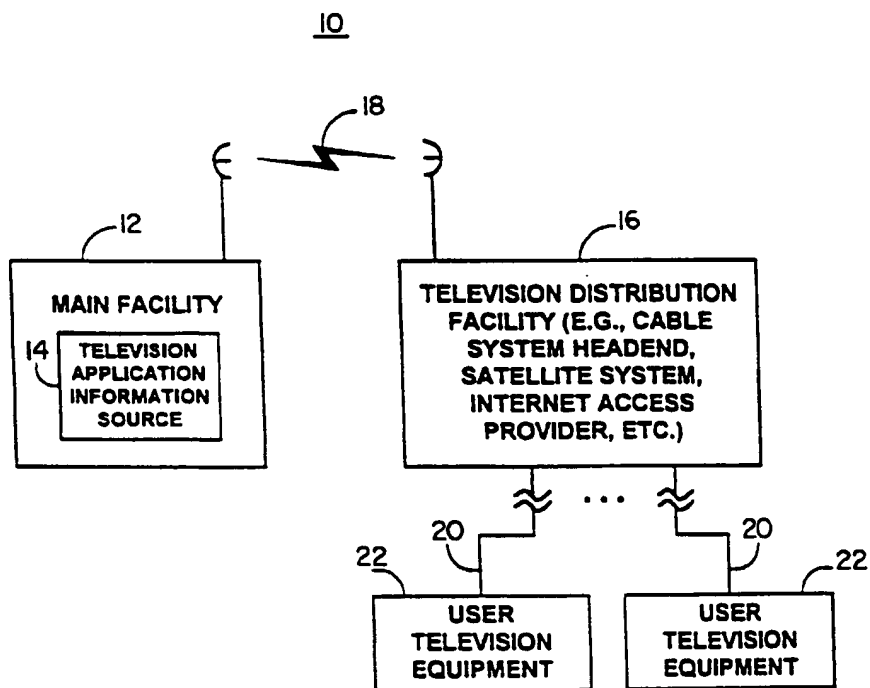 10
18
12
16
MAIN FACILITY
14
TELEVISION
APPLICATION
INFORMATION
SOURCE
TELEVISION DISTRIBUTION
FACILITY (E.G., CABLE
SYSTEM HEADEND,
SATELLITE SYSTEM,
INTERNET ACCESS
PROVIDER, ETC.)
...
20
20
22
22
USER
TELEVISION
EQUIPMENT
USER
TELEVISION
EQUIPMENT